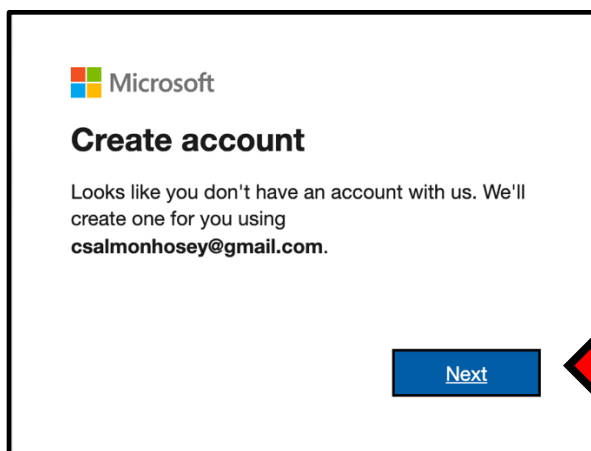 Microsoft
Create account
Looks like you don't have an account with us. We'll
create one for you using
csalmonhosey@gmail.com.
Next